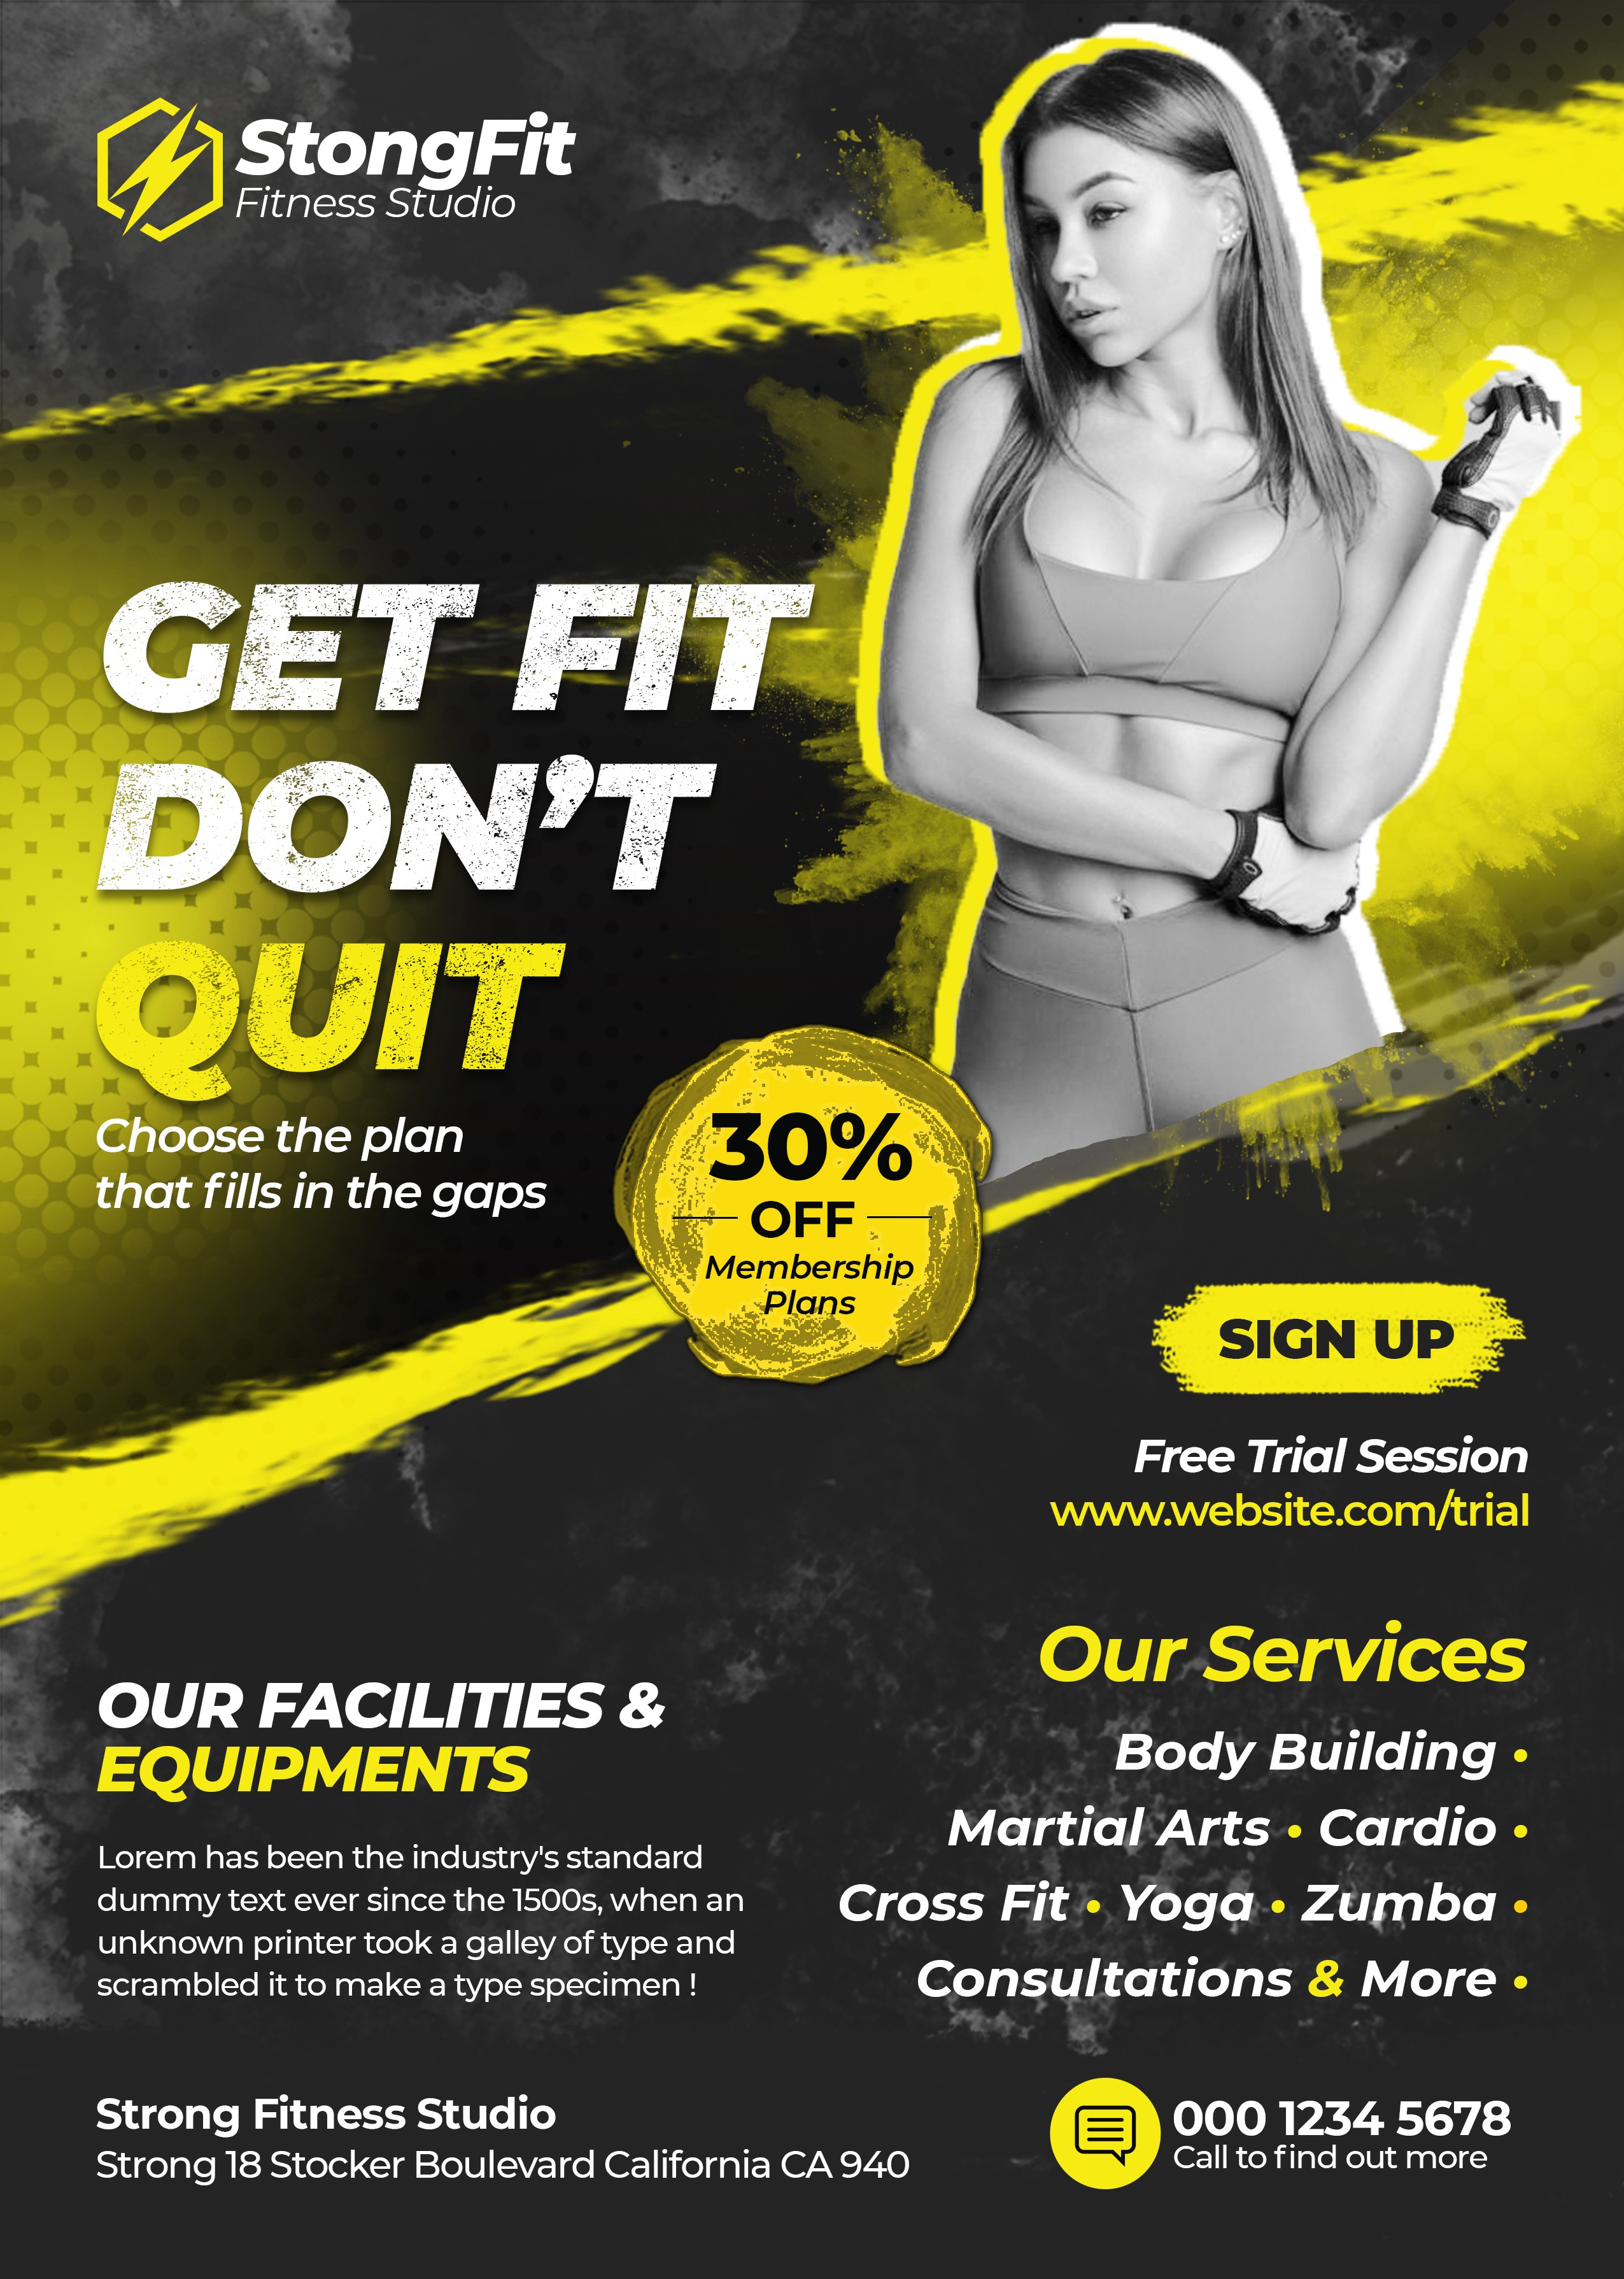 StongFit
Fitness Studio
GET FIT
DON’T
QUIT
Choose the plan
that fills in the gaps
30%
OFF
Membership
Plans
SIGN UP
Free Trial Session
www.website.com/trial
Our Services
Body Building •
Martial Arts • Cardio •
Cross Fit • Yoga • Zumba •
Consultations & More •
OUR FACILITIES &
EQUIPMENTS
Lorem has been the industry's standard
dummy text ever since the 1500s, when an
unknown printer took a galley of type and
scrambled it to make a type specimen !
Strong Fitness Studio
Strong 18 Stocker Boulevard California CA 940
000 1234 5678
Call to find out more